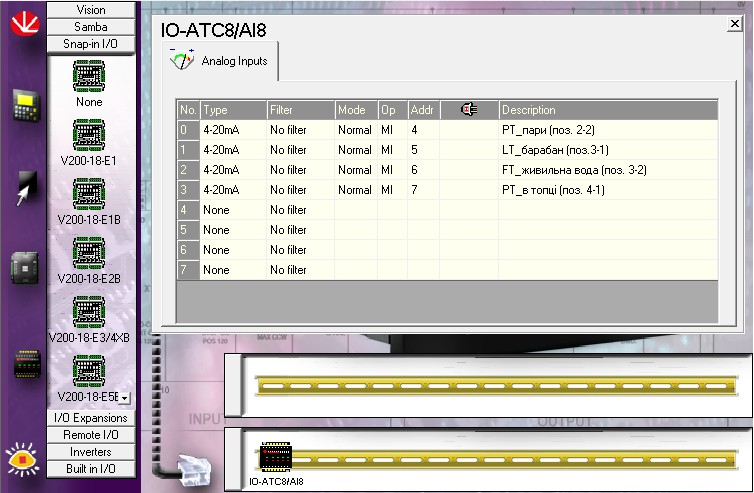 Vision
Samba
Snap-in I/O
None
V200-18-E1
V200-18-E1B
V200-18-E2B
V200-18-E3/4XB
V200-18-E5B
I/O Expansions
Remote I/O
Inverters
Built in I/O
IO-ATC8/AI8
Analog Inputs
No. Type Filter Mode Op Addr Description
0 4-20mA No filter Normal MI 4 PT_пари (поз. 2-2)
1 4-20mA No filter Normal MI 5 LT_барабан (поз.3-1)
2 4-20mA No filter Normal MI 6 FT_живильна вода (поз. 3-2)
3 4-20mA No filter Normal MI 7 PT_в топці (поз. 4-1)
4 None No filter
5 None No filter
6 None No filter
7 None No filter
POS 120
MAX CCW
INPUT
OUTPUT
IO-ATC8/AI8